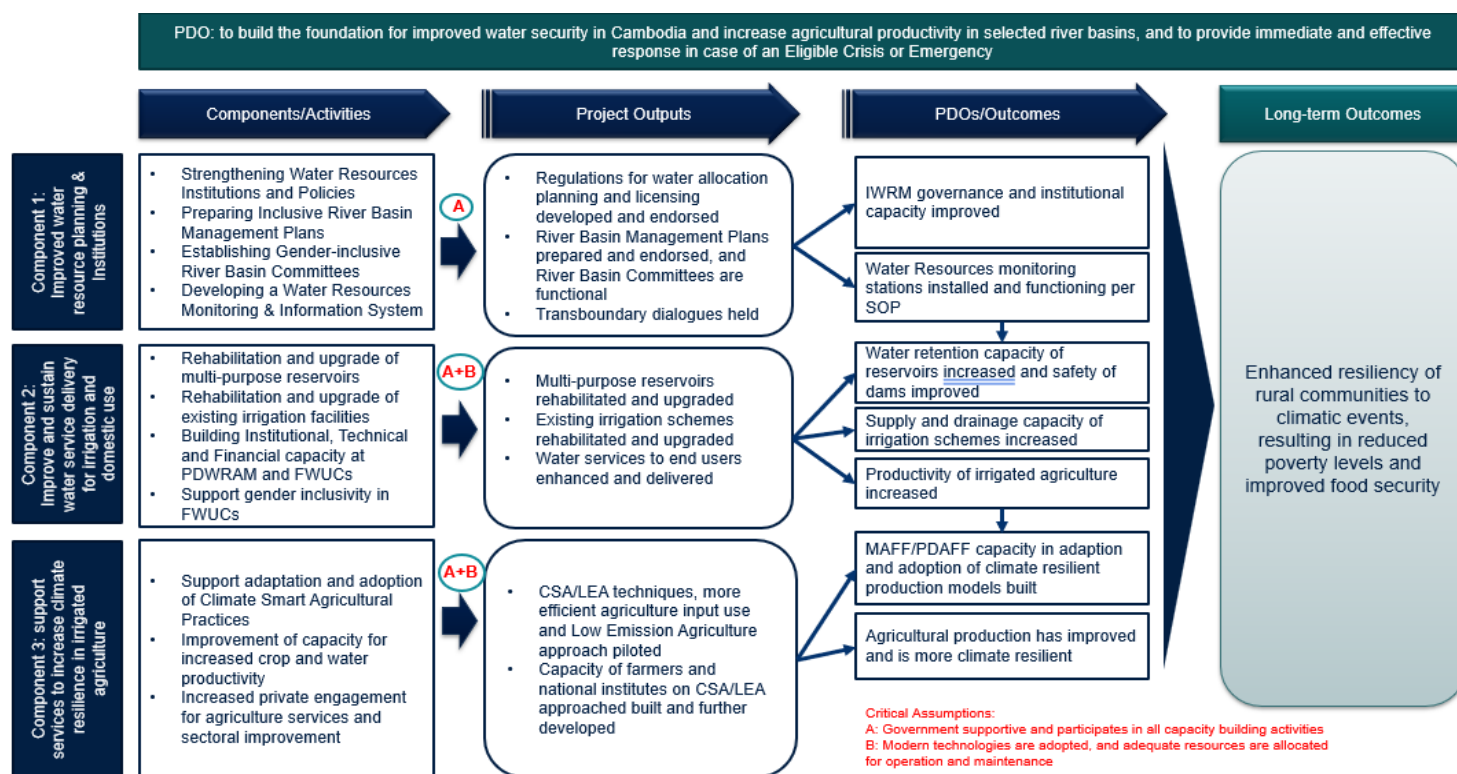 PDO: to build the foundation for improved water security in Cambodia and increase agricultural productivity in selected river basins, and to provide immediate and effective
response in case of an Eligible Crisis or Emergency
Components/Activities
Project Outputs
PDOs/Outcomes
Long-term Outcomes
Component 1:
Improved water
resource planning &
Institutions
• Strengthening Water Resources
Institutions and Policies
• Preparing Inclusive River Basin
Management Plans
• Establishing Gender-inclusive
River Basin Committees
• Developing a Water Resources
Monitoring & Information System
A
• Regulations for water allocation
planning and licensing
developed and endorsed
• River Basin Management Plans
prepared and endorsed, and
River Basin Committees are
functional
• Transboundary dialogues held
IWRM governance and institutional
capacity improved
Water Resources monitoring
stations installed and functioning per
SOP
Component 2:
Improve and sustain
water service delivery
for irrigation and
domestic use
• Rehabilitation and upgrade of
multi-purpose reservoirs
• Rehabilitation and upgrade of
existing irrigation facilities
• Building Institutional, Technical
and Financial capacity at
PDWRAM and FWUCs
• Support gender inclusivity in
FWUCs
A+B
• Multi-purpose reservoirs
rehabilitated and upgraded
• Existing irrigation schemes
rehabilitated and upgraded
• Water services to end users
enhanced and delivered
Water retention capacity of
reservoirs increased and safety of
dams improved
Supply and drainage capacity of
irrigation schemes increased
Productivity of irrigated agriculture
increased
Component 3: support
services to increase climate
resilience in irrigated
agriculture
• Support adaptation and adoption
of Climate Smart Agricultural
Practices
• Improvement of capacity for
increased crop and water
productivity
• Increased private engagement
for agriculture services and
sectoral improvement
A+B
• CSA/LEA techniques, more
efficient agriculture input use
and Low Emission Agriculture
approach piloted
• Capacity of farmers and
national institutes on CSA/LEA
approached built and further
developed
MAFF/PDAFF capacity in adaption
and adoption of climate resilient
production models built
Agricultural production has improved
and is more climate resilient
Enhanced resiliency of
rural communities to
climatic events,
resulting in reduced
poverty levels and
improved food security
Critical Assumptions:
A: Government supportive and participates in all capacity building activities
B: Modern technologies are adopted, and adequate resources are allocated
for operation and maintenance